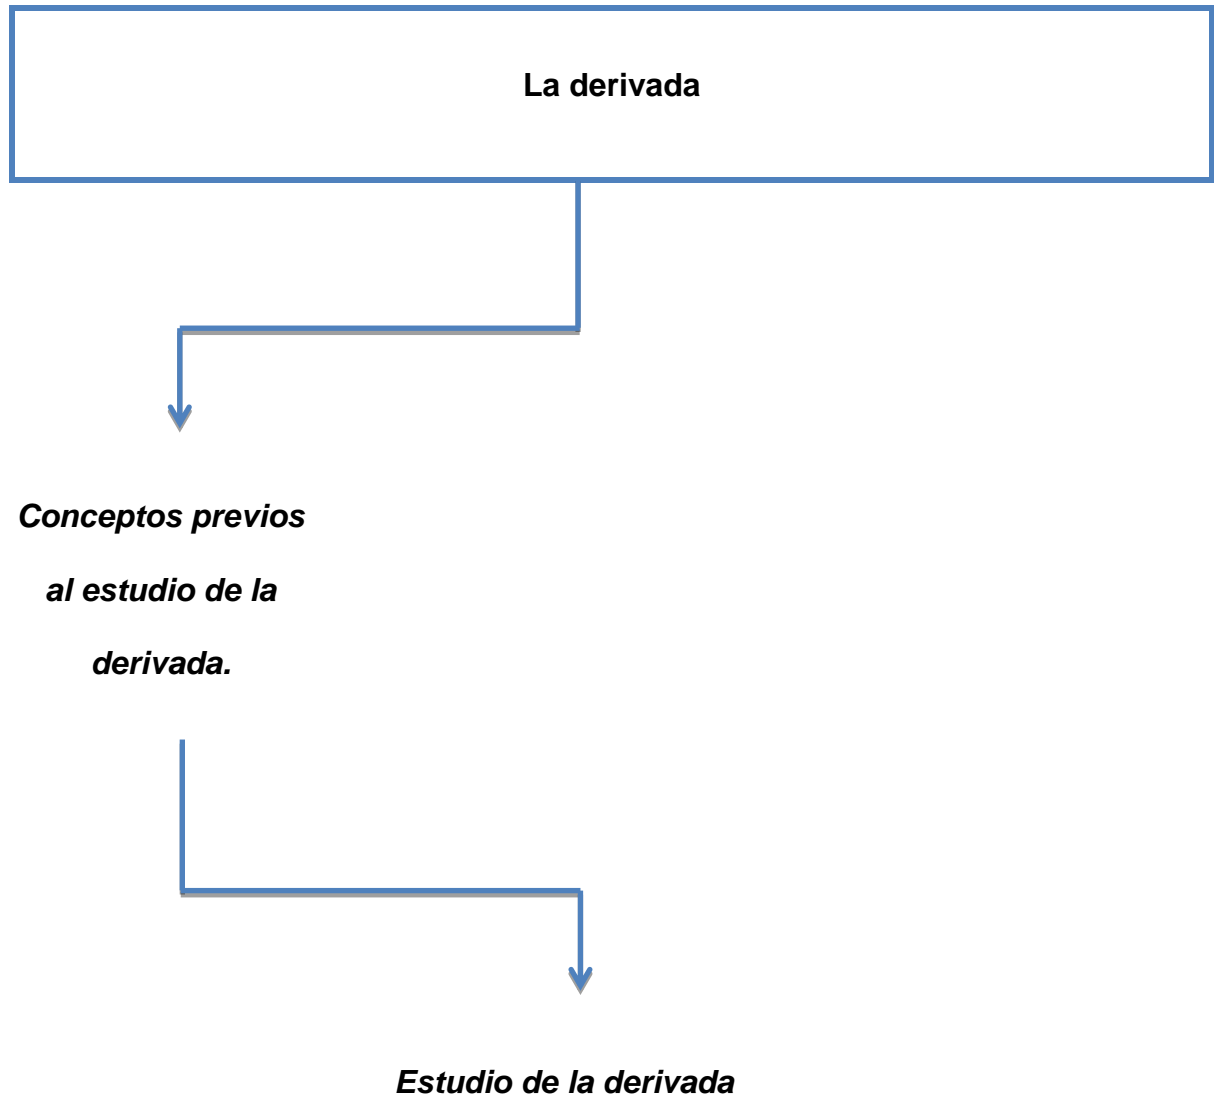 La derivada
Conceptos previos
al estudio de la
derivada.
Estudio de la derivada